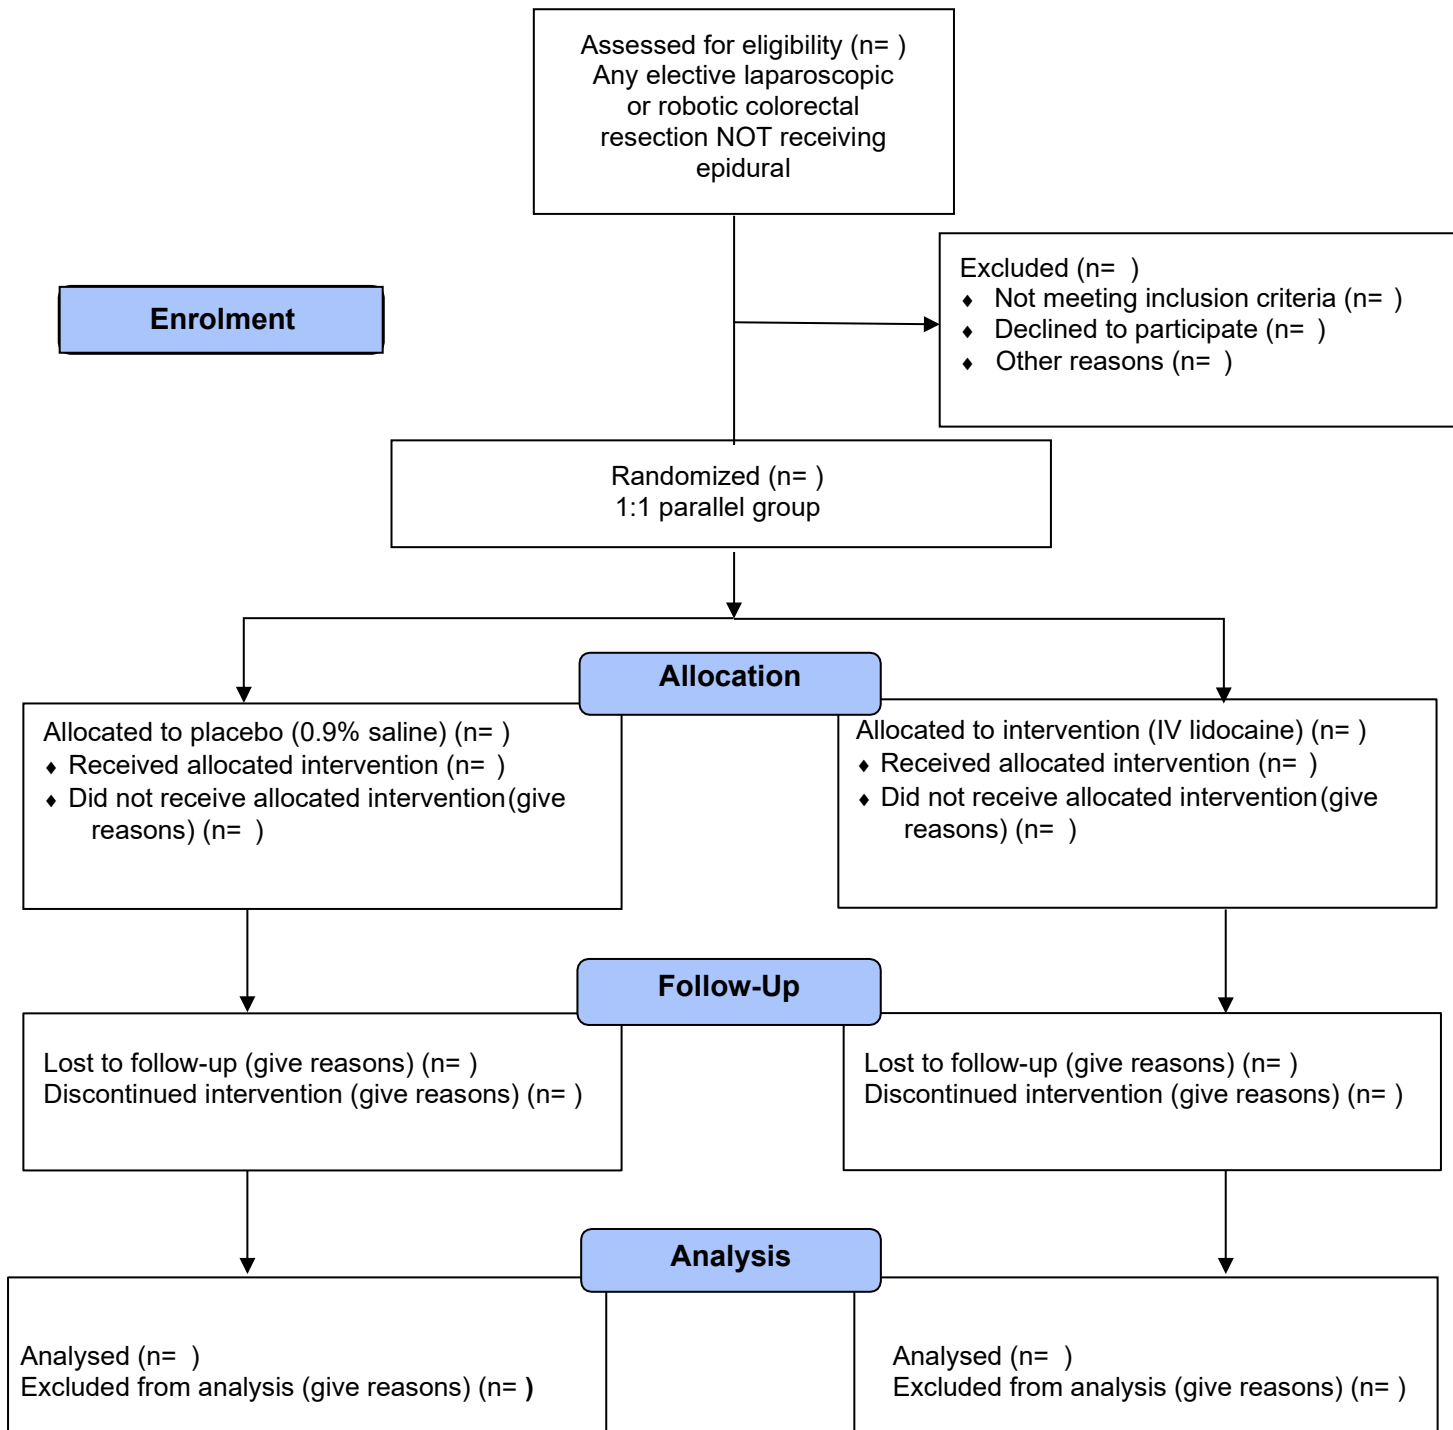 Assessed for eligibility (n= )
Any elective laparoscopic
or robotic colorectal
resection NOT receiving
epidural
Enrolment
Excluded (n=  )
♦ Not meeting inclusion criteria (n=  )
♦ Declined to participate (n=  )
♦ Other reasons (n=  )
Randomized (n= )
1:1 parallel group
Allocation
Allocated to placebo (0.9% saline) (n= )
♦ Received allocated intervention (n=  )
♦ Did not receive allocated intervention(give
reasons) (n=  )
Allocated to intervention (IV lidocaine) (n= )
♦ Received allocated intervention (n=  )
♦ Did not receive allocated intervention(give
reasons) (n=  )
Follow-Up
Lost to follow-up (give reasons) (n= )
Discontinued intervention (give reasons) (n= )
Lost to follow-up (give reasons) (n= )
Discontinued intervention (give reasons) (n= )
Analysis
Analysed (n=  )
Excluded from analysis (give reasons) (n= )
Analysed (n=  )
Excluded from analysis (give reasons) (n= )